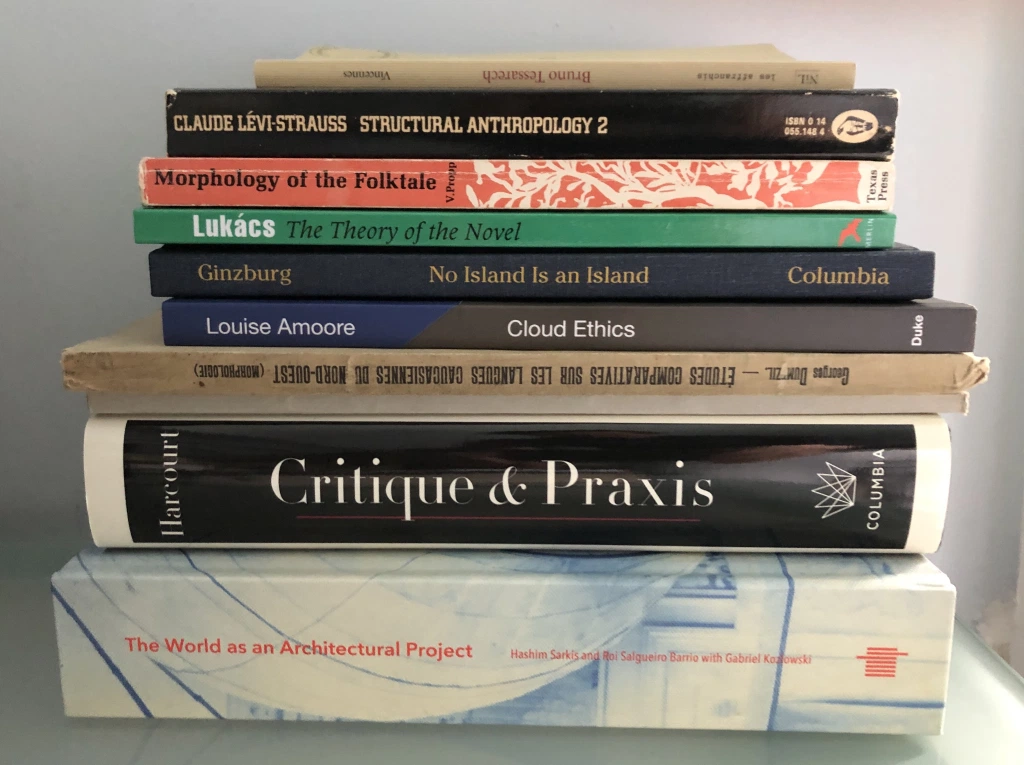 Vincennes Bruno Tessarech les affranchis NiL
CLAUDE LÉVI-STRAUSS STRUCTURAL ANTHROPOLOGY 2 ISBN 0 14
055.148 4
Morphology of the Folktale V. Propp Texas
Press
Lukács The Theory of the Novel MERLIN
Ginzburg No Island Is an Island Columbia
Louise Amoore Cloud Ethics Duke
Georges DUMÉZIL — ÉTUDES COMPARATIVES SUR LES LANGUES CAUCASIENNES DU NORD-OUEST (MORPHOLOGIE)
Harcourt Critique & Praxis COLUMBIA
The World as an Architectural Project Hashim Sarkis and Roi Salgueiro Barrio with Gabriel Kozlowski